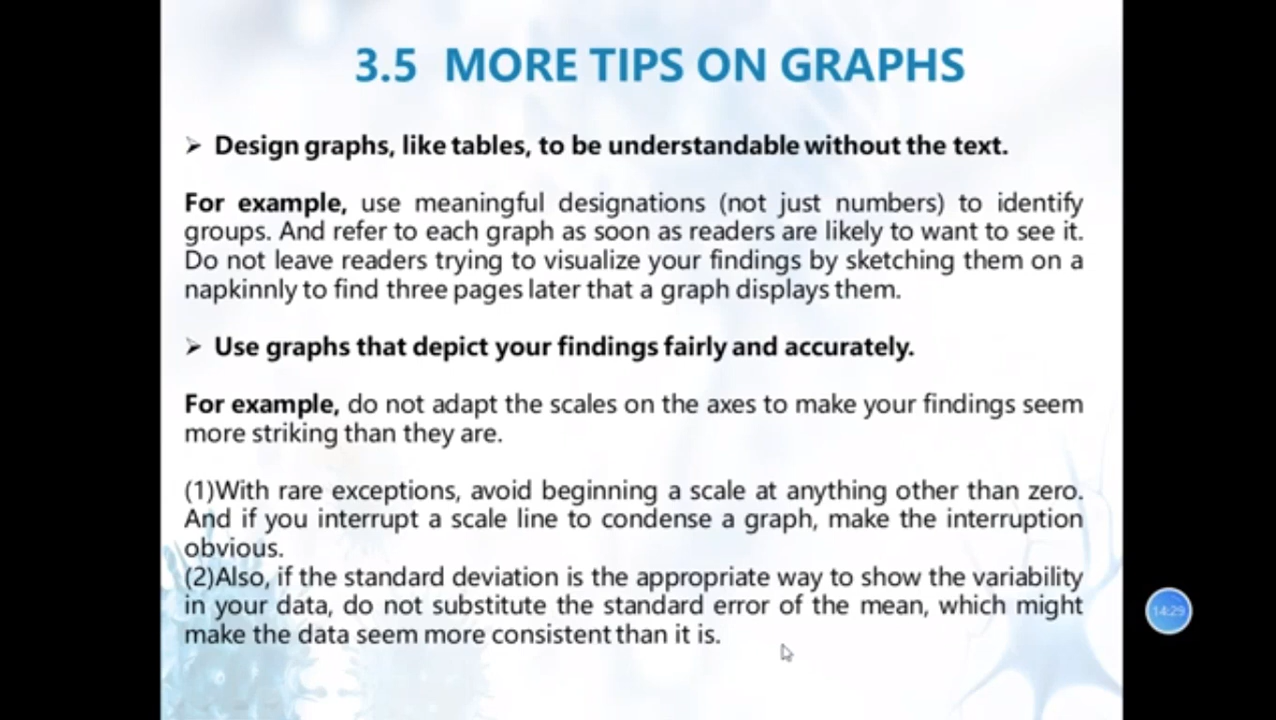 3.5 MORE TIPS ON GRAPHS
➢ Design graphs, like tables, to be understandable without the text.
For example, use meaningful designations (not just numbers) to identify
groups. And refer to each graph as soon as readers are likely to want to see it.
Do not leave readers trying to visualize your findings by sketching them on a
napkinnly to find three pages later that a graph displays them.
➢ Use graphs that depict your findings fairly and accurately.
For example, do not adapt the scales on the axes to make your findings seem
more striking than they are.
(1)With rare exceptions, avoid beginning a scale at anything other than zero.
And if you interrupt a scale line to condense a graph, make the interruption
obvious.
(2)Also, if the standard deviation is the appropriate way to show the variability
in your data, do not substitute the standard error of the mean, which might
make the data seem more consistent than it is.
14:29